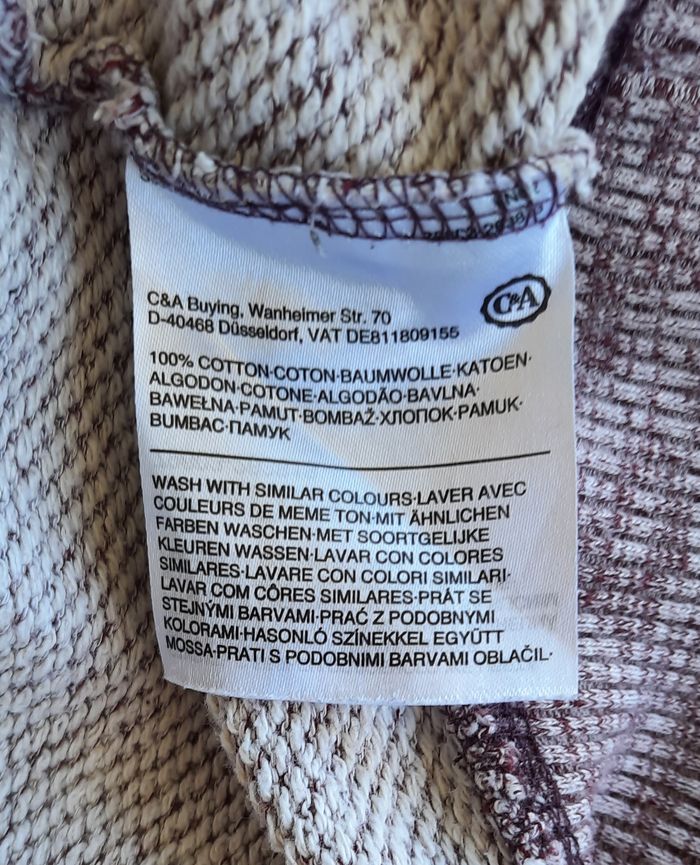 C&A
C&A Buying, Wanheimer Str. 70
D-40468 Düsseldorf, VAT DE811809155
100% COTTON·COTON·BAUMWOLLE·KATOEN·
ALGODON·COTONE·ALGODÃO·BAVLNA·
BAWEŁNA·PAMUT·BOMBAŽ·ХЛОПОК·PAMUK·
BUMBAC·ПАМУК
WASH WITH SIMILAR COLOURS·LAVER AVEC
COULEURS DE MEME TON·MIT ÄHNLICHEN
FARBEN WASCHEN·MET SOORTGELIJKE
KLEUREN WASSEN·LAVAR CON COLORES
SIMILARES·LAVARE CON COLORI SIMILARI·
LAVAR COM CÔRES SIMILARES·PRÁT SE
STEJNÝMI BARVAMI·PRAĆ Z PODOBNYMI
KOLORAMI·HASONLÓ SZÍNEKKEL EGYÜTT
MOSSA·PRATI S PODOBNIMI BARVAMI OBLAČIL·